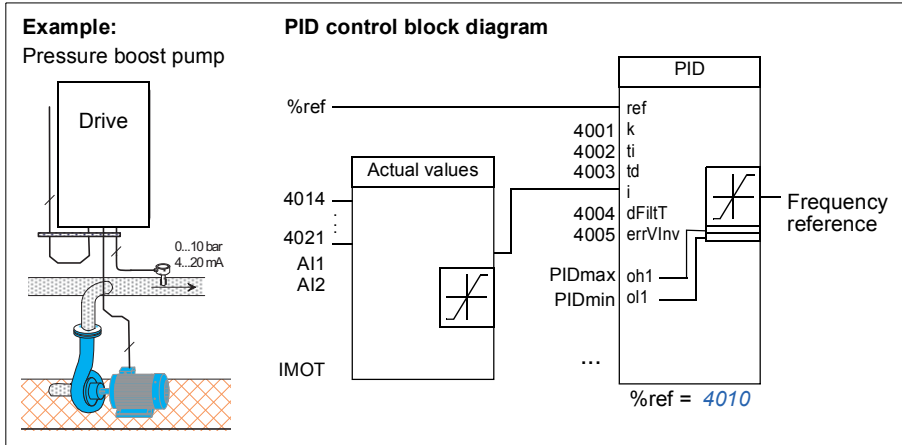 Example:
Pressure boost pump
Drive
0...10 bar
4...20 mA
PID control block diagram
PID
%ref
ref
4001
k
4002
ti
4003
td
i
4004
dFiltT
4005
errVInv
PIDmax
oh1
PIDmin
ol1
...
%ref = 4010
Actual values
4014
⋮
4021
AI1
AI2
IMOT
Frequency
reference